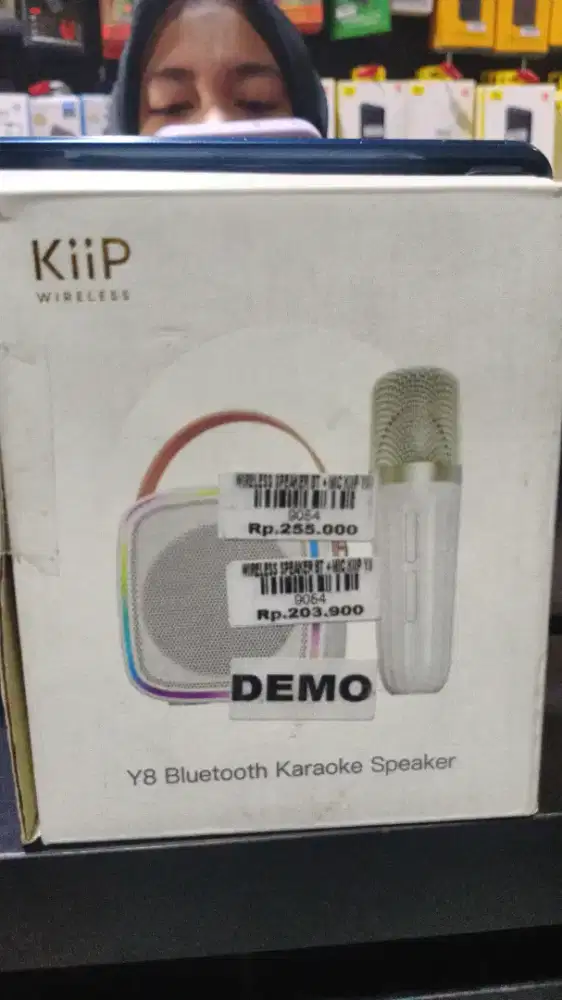 KiiP
WIRELESS
WIRELESS SPEAKER BT + MIC KIIP Y8
9054
Rp.255.000
WIRELESS SPEAKER BT + MIC KIIP Y8
9054
Rp.203.900
DEMO
Y8 Bluetooth Karaoke Speaker